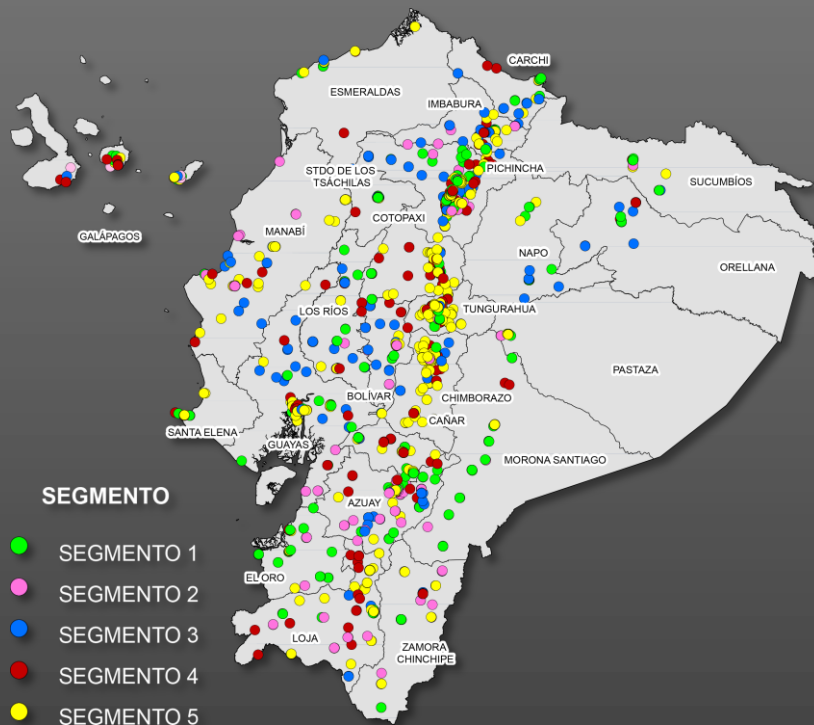 CARCHI
ESMERALDAS
IMBABURA
PICHINCHA
STDO DE LOS
TSÁCHILAS
SUCUMBÍOS
COTOPAXI
GALÁPAGOS
MANABÍ
NAPO
ORELLANA
LOS RÍOS
TUNGURAHUA
PASTAZA
BOLÍVAR
CHIMBORAZO
CAÑAR
SANTA ELENA
GUAYAS
MORONA SANTIAGO
AZUAY
EL ORO
LOJA
ZAMORA
CHINCHIPE
SEGMENTO
SEGMENTO 1
SEGMENTO 2
SEGMENTO 3
SEGMENTO 4
SEGMENTO 5